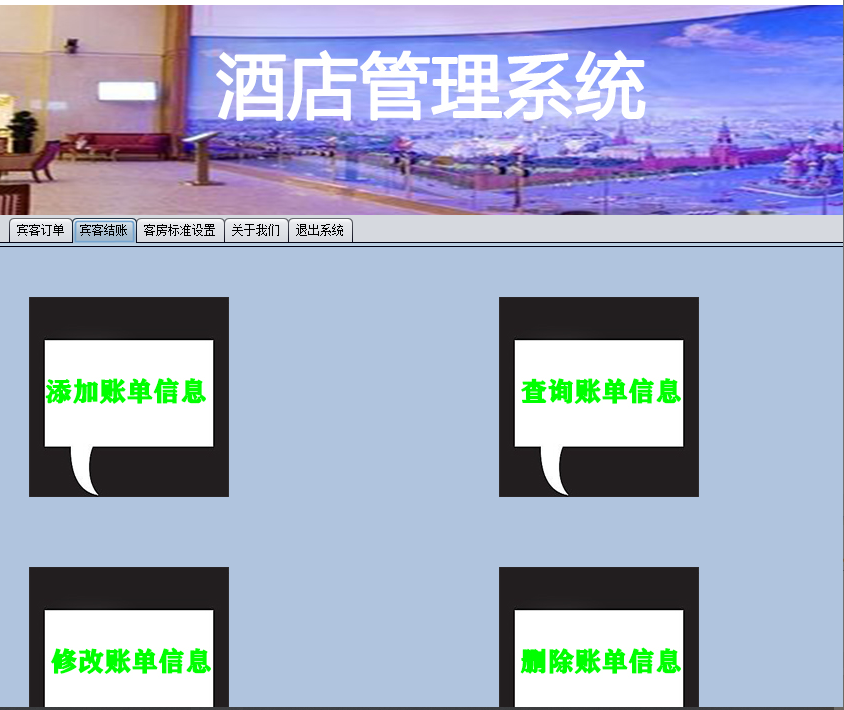 酒店管理系统
宾客订单 宾客结账 客房标准设置 关于我们 退出系统
添加账单信息 查询账单信息
修改账单信息 删除账单信息